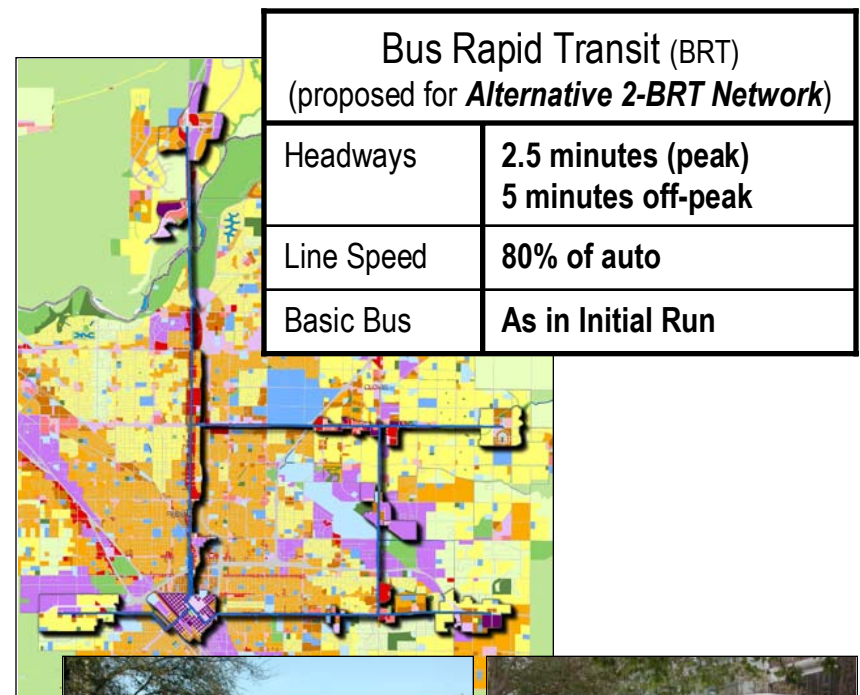 Bus Rapid Transit (BRT)
(proposed for Alternative 2-BRT Network)
Headways
2.5 minutes (peak)
5 minutes off-peak
Line Speed
80% of auto
Basic Bus
As in Initial Run
CLOVIS